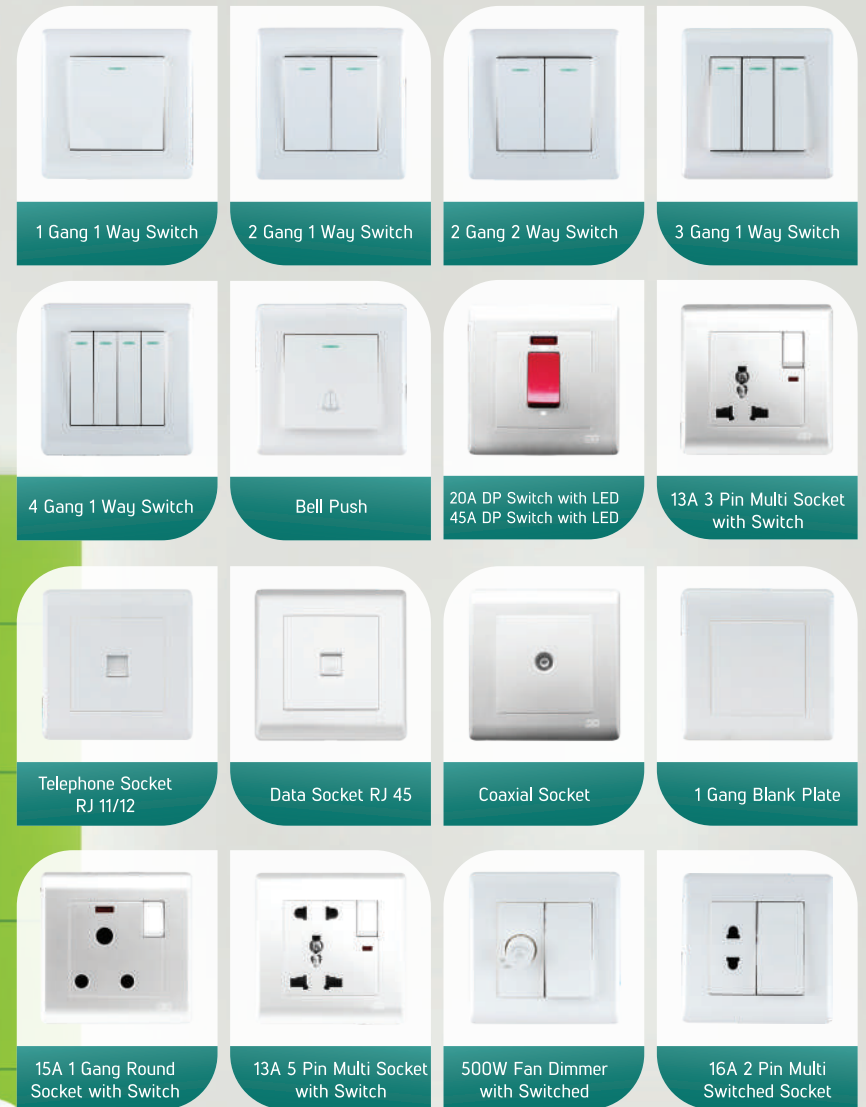 1 Gang 1 Way Switch
2 Gang 1 Way Switch
2 Gang 2 Way Switch
3 Gang 1 Way Switch
4 Gang 1 Way Switch
Bell Push
20A DP Switch with LED
45A DP Switch with LED
13A 3 Pin Multi Socket
with Switch
Telephone Socket
RJ 11/12
Data Socket RJ 45
Coaxial Socket
1 Gang Blank Plate
15A 1 Gang Round
Socket with Switch
13A 5 Pin Multi Socket
with Switch
500W Fan Dimmer
with Switched
16A 2 Pin Multi
Switched Socket